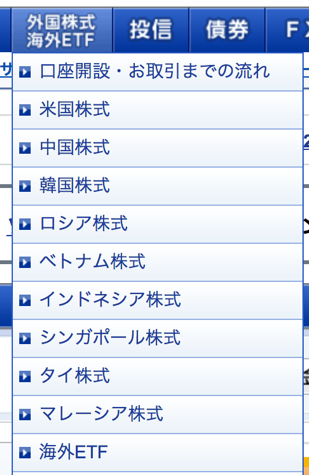 外国株式
海外ETF
投信
債券
F
口座開設・お取引までの流れ
米国株式
中国株式
韓国株式
ロシア株式
ベトナム株式
インドネシア株式
シンガポール株式
タイ株式
マレーシア株式
海外ETF